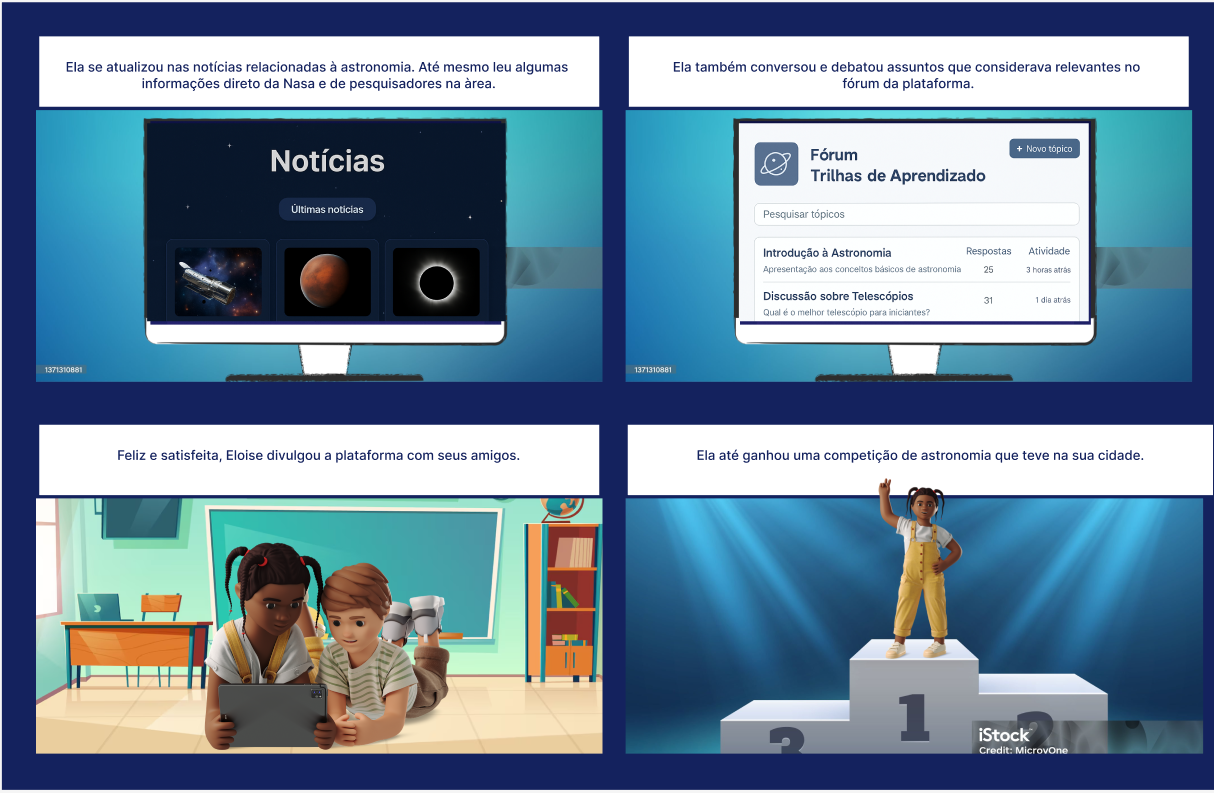 Ela se atualizou nas notícias relacionadas à astronomia. Até mesmo leu algumas
informações direto da Nasa e de pesquisadores na àrea.
Notícias
Últimas noticias
1371310881
Ela também conversou e debatou assuntos que considerava relevantes no
fórum da plataforma.
Fórum
Trilhas de Aprendizado
+ Novo tópico
Pesquisar tópicos
Introdução à Astronomia Respostas Atividade
Apresentação aos conceitos básicos de astronomia 25 3 horas atrás
Discussão sobre Telescópios 31 1 dia atrás
Qual é o melhor telescópio para iniciantes?
1371310881
Feliz e satisfeita, Eloise divulgou a plataforma com seus amigos.
Ela até ganhou uma competição de astronomia que teve na sua cidade.
1
2
3
iStock
Credit: MicrovOne